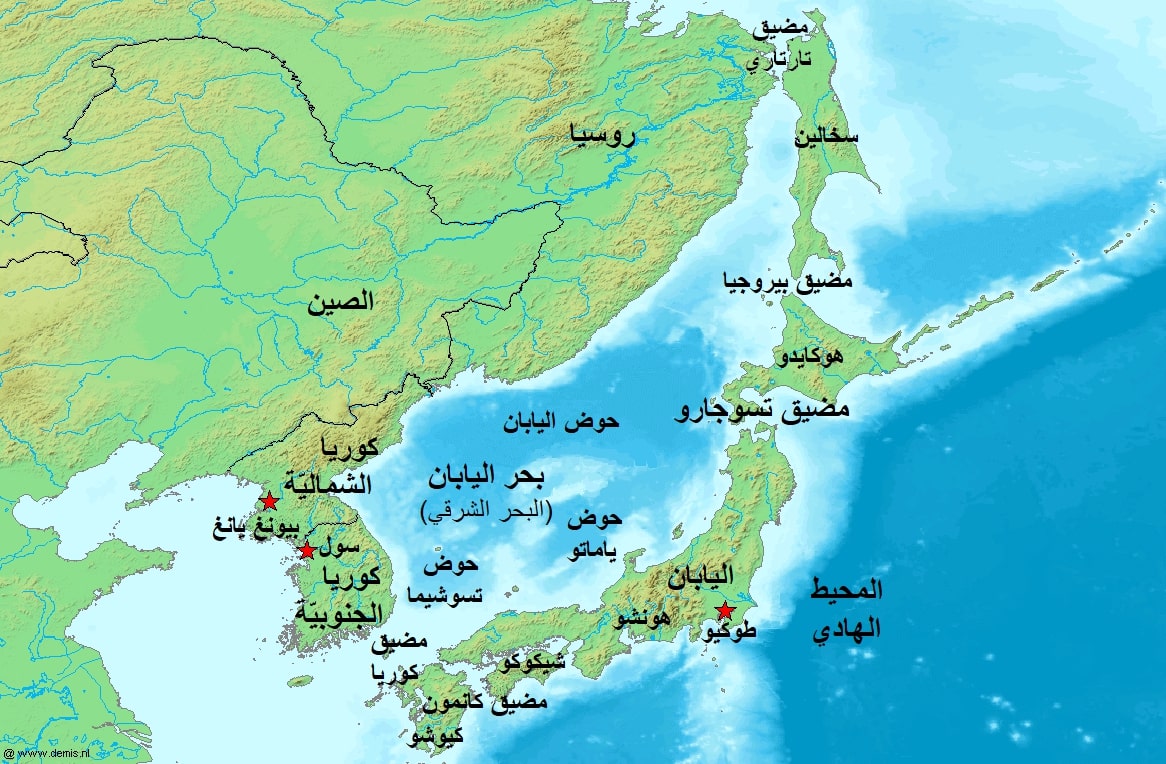 مضيق
تارتاري
روسيا
سخالين
مضيق بيروجيا
الصين
هوكايدو
مضيق تسوجارو
حوض اليابان
كوريا
الشماليّة
بحر اليابان
(البحر الشرقي)
حوض
ياماتو
بيونغ يانغ
سول
كوريا
الجنوبيّة
حوض
تسوشيما
اليابان
هونشو
طوكيو
المحيط
الهادي
مضيق
كوريا
شيكوكو
مضيق كانمون
كيوشو
@ www.demis.nl